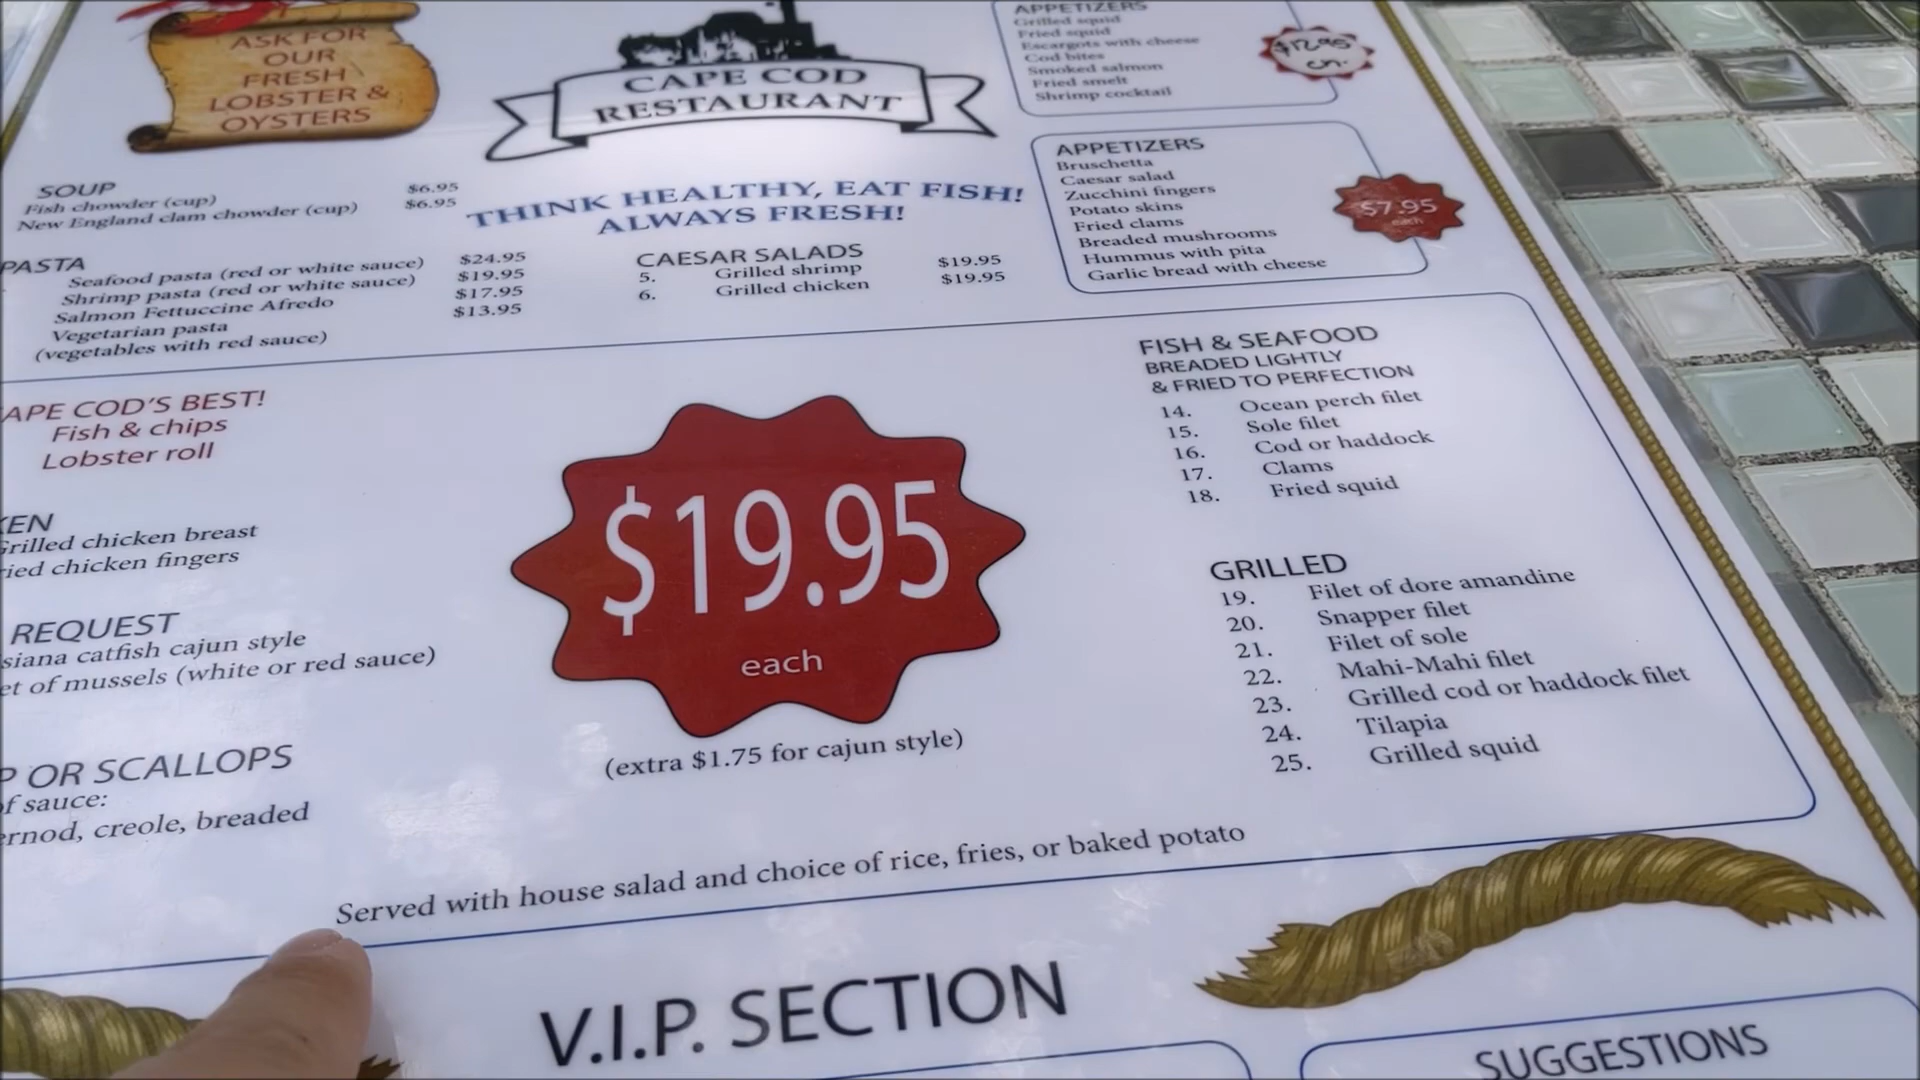 ASK FOR
OUR
FRESH
LOBSTER &
OYSTERS
CAPE COD
RESTAURANT
APPETIZERS
Grilled squid
Fried squid
Escargots with cheese
Cod bites
Smoked salmon
Fried smelt
Shrimp cocktail
$12.95
SOUP
Fish chowder (cup) $6.95
New England clam chowder (cup) $6.95
THINK HEALTHY, EAT FISH!
ALWAYS FRESH!
APPETIZERS
Bruschetta
Caesar salad
Zucchini fingers
Potato skins
Fried clams
Breaded mushrooms
Hummus with pita
Garlic bread with cheese
$7.95
each
PASTA
Seafood pasta (red or white sauce) $24.95
Shrimp pasta (red or white sauce) $19.95
Salmon Fettuccine Afredo $17.95
Vegetarian pasta $13.95
(vegetables with red sauce)
CAESAR SALADS
5. Grilled shrimp $19.95
6. Grilled chicken $19.95
APE COD'S BEST!
Fish & chips
Lobster roll
KEN
Grilled chicken breast
ried chicken fingers
REQUEST
siana catfish cajun style
et of mussels (white or red sauce)
P OR SCALLOPS
of sauce:
ernod, creole, breaded
$19.95
each
(extra $1.75 for cajun style)
FISH & SEAFOOD
BREADED LIGHTLY
& FRIED TO PERFECTION
14. Ocean perch filet
15. Sole filet
16. Cod or haddock
17. Clams
18. Fried squid
GRILLED
19. Filet of dore amandine
20. Snapper filet
21. Filet of sole
22. Mahi-Mahi filet
23. Grilled cod or haddock filet
24. Tilapia
25. Grilled squid
Served with house salad and choice of rice, fries, or baked potato
V.I.P. SECTION
SUGGESTIONS